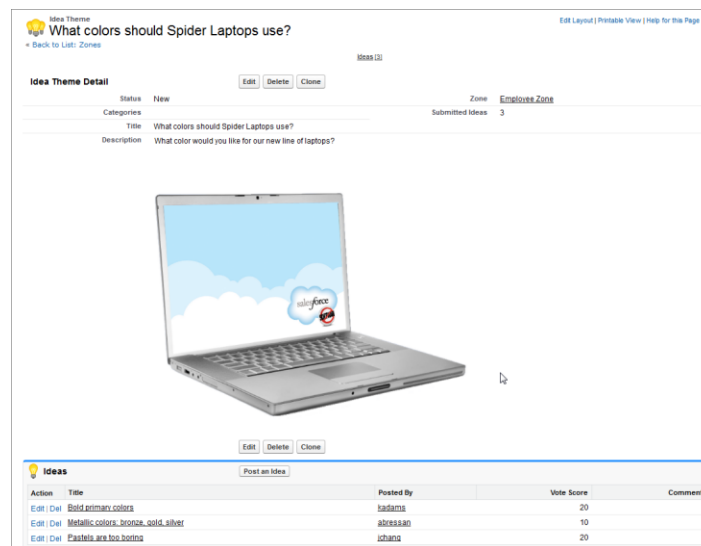 Idea Theme
What colors should Spider Laptops use?
Edit Layout | Printable View | Help for this Page
« Back to List: Zones
Ideas [3]
Idea Theme Detail
Edit Delete Clone
Status New Zone Employee Zone
Categories Submitted Ideas 3
Title What colors should Spider Laptops use?
Description What color would you like for our new line of laptops?
salesforce
Edit Delete Clone
Ideas Post an Idea
Action Title Posted By Vote Score Comment
Edit | Del Bold primary colors kadams 20
Edit | Del Metallic colors: bronze, gold, silver abressan 10
Edit | Del Pastels are too boring jchang 20